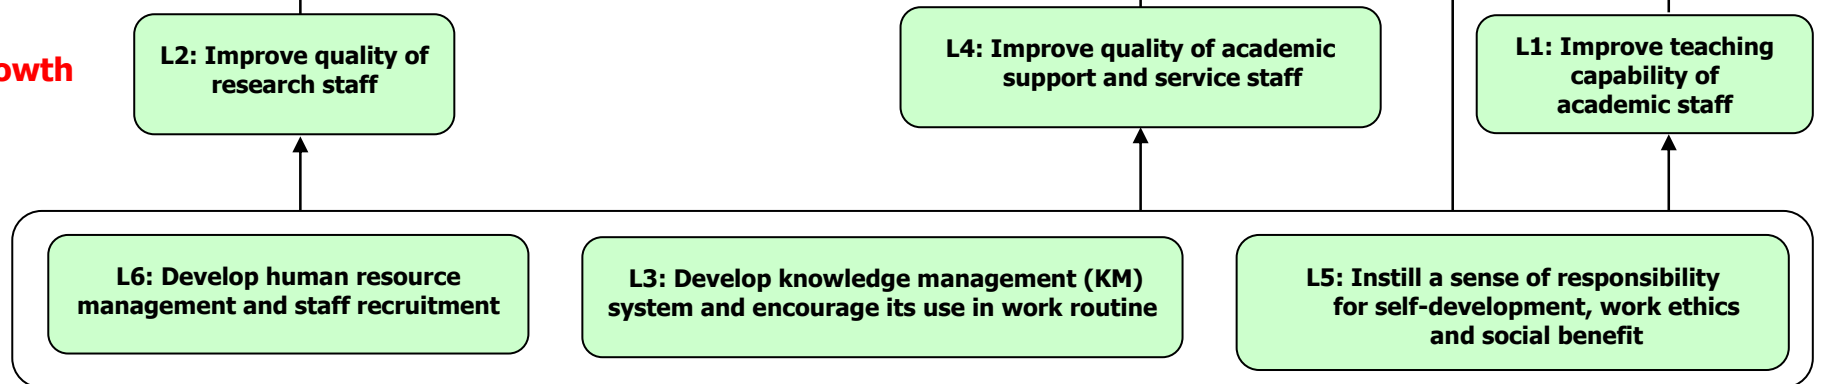 owth
L2: Improve quality of
research staff
L4: Improve quality of academic
support and service staff
L1: Improve teaching
capability of
academic staff
L6: Develop human resource
management and staff recruitment
L3: Develop knowledge management (KM)
system and encourage its use in work routine
L5: Instill a sense of responsibility
for self-development, work ethics
and social benefit